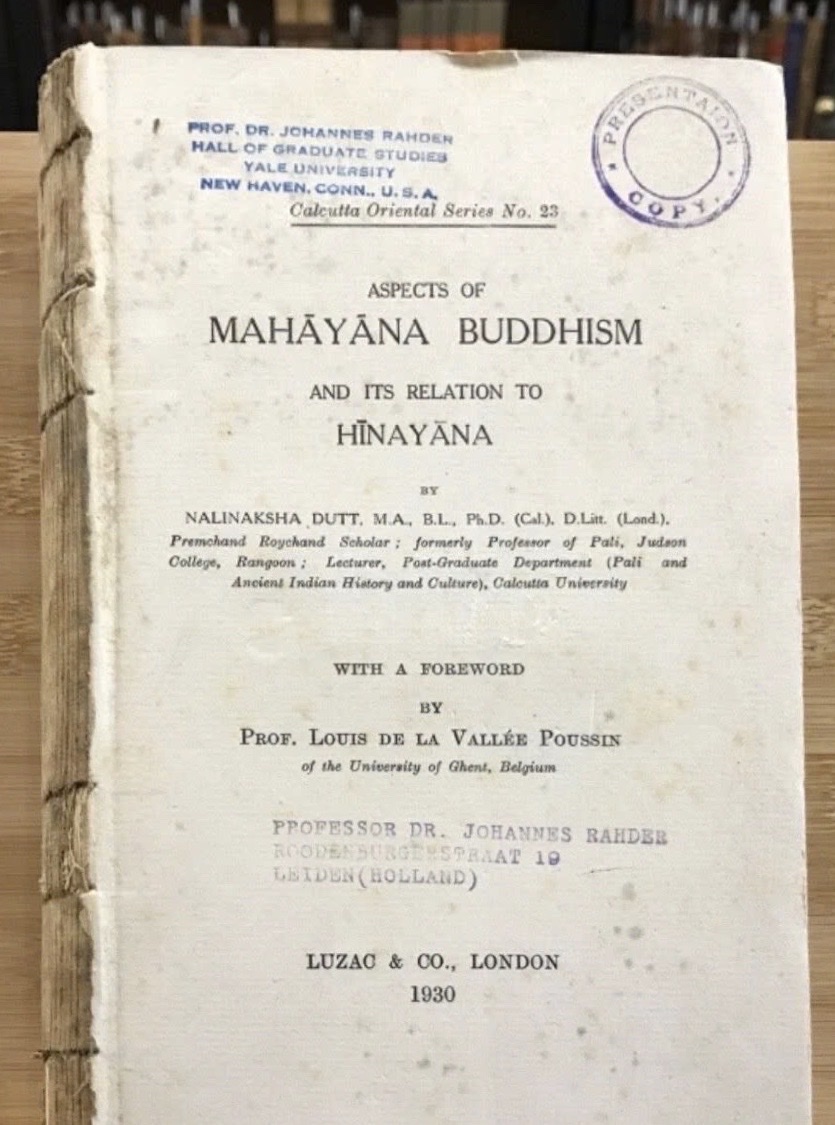 PROF. DR. JOHANNES RAHDER
HALL OF GRADUATE STUDIES
YALE UNIVERSITY
NEW HAVEN, CONN., U. S. A.
PRESENTAION
COPY.
Calcutta Oriental Series No. 23
ASPECTS OF
MAHĀYĀNA BUDDHISM
AND ITS RELATION TO
HĪNAYĀNA
BY
NALINAKSHA DUTT, M.A., B.L., Ph.D. (Cal.), D.Litt. (Lond.),
Premchand Roychand Scholar ; formerly Professor of Pali, Judson
College, Rangoon ; Lecturer, Post-Graduate Department (Pali and
Ancient Indian History and Culture), Calcutta University
WITH A FOREWORD
BY
PROF. LOUIS DE LA VALLÉE POUSSIN
of the University of Ghent, Belgium
PROFESSOR DR. JOHANNES RAHDER
ROODENBURGERSTRAAT 19
LEIDEN(HOLLAND)
LUZAC & CO., LONDON
1930